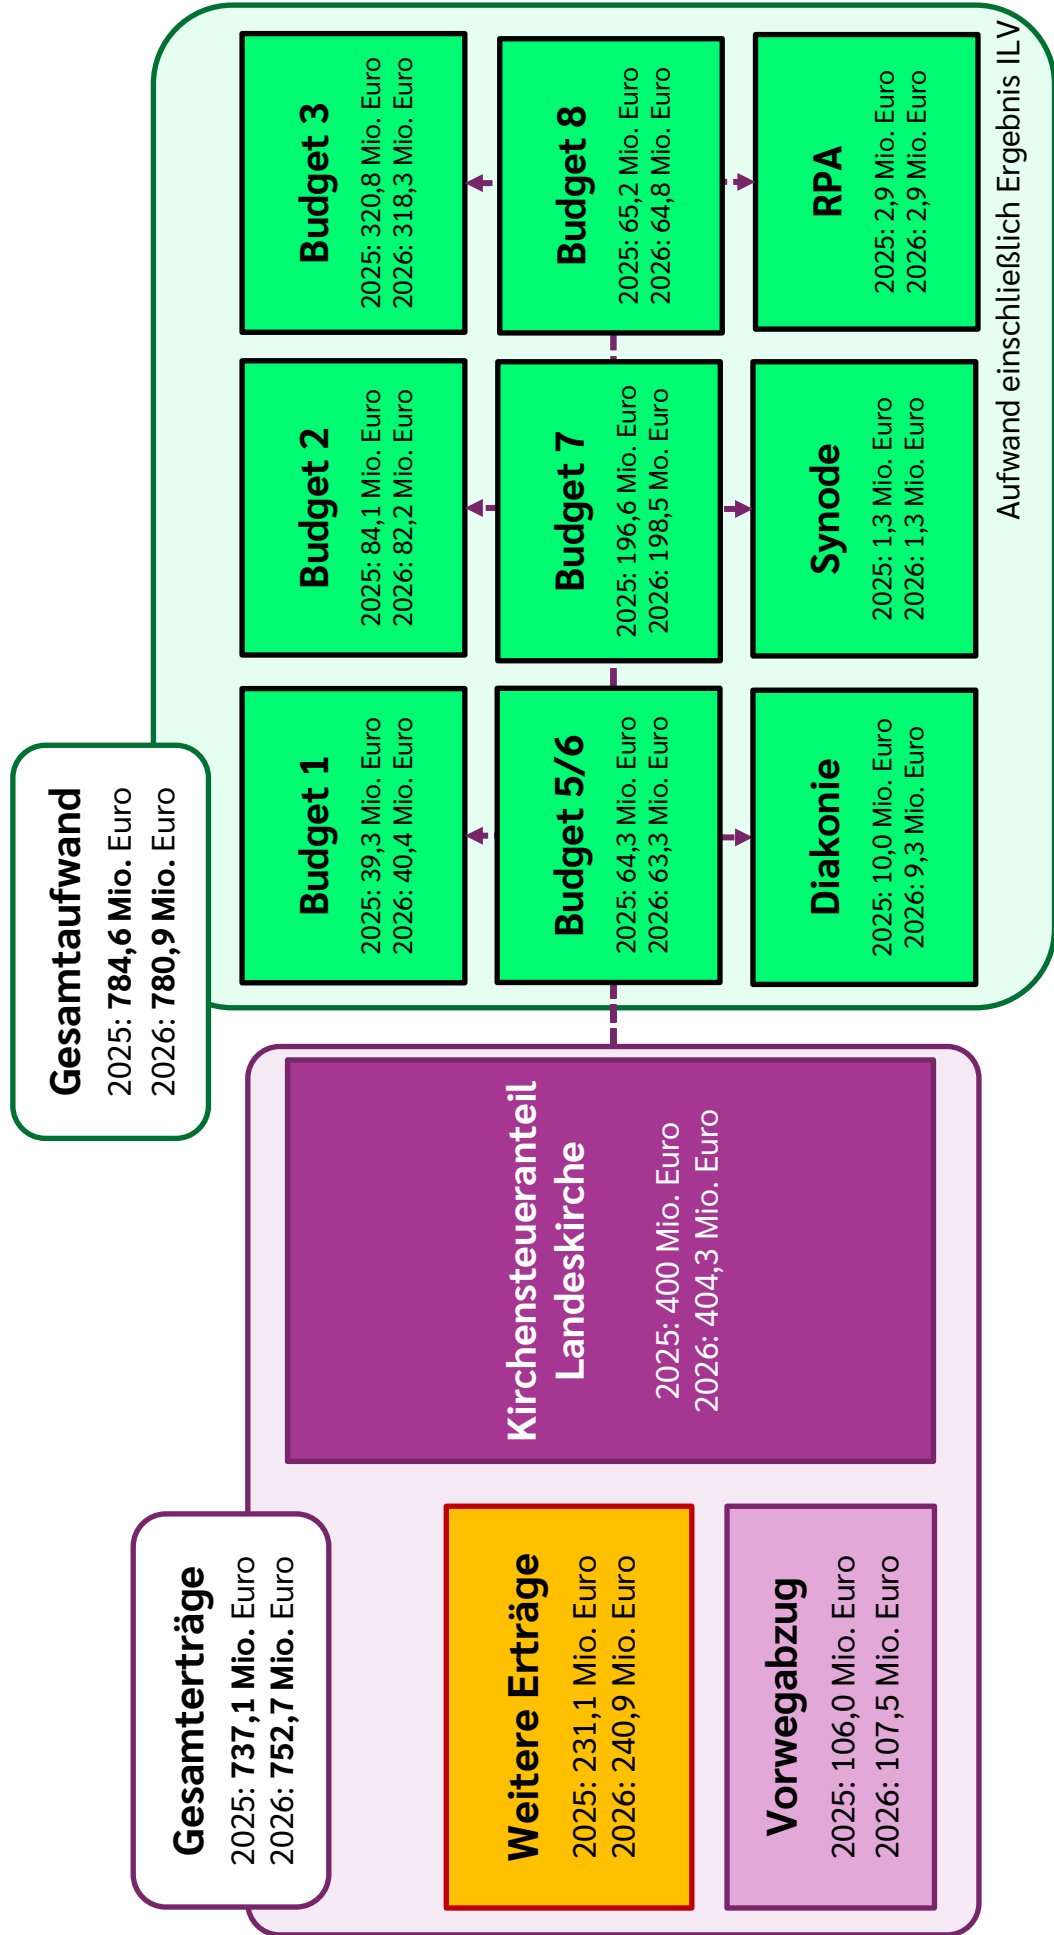 Gesamterträge
2025: 737,1 Mio. Euro
2026: 752,7 Mio. Euro
Weitere Erträge
2025: 231,1 Mio. Euro
2026: 240,9 Mio. Euro
Vorwegabzug
2025: 106,0 Mio. Euro
2026: 107,5 Mio. Euro
Kirchensteueranteil
Landeskirche
2025: 400 Mio. Euro
2026: 404,3 Mio. Euro
Gesamtaufwand
2025: 784,6 Mio. Euro
2026: 780,9 Mio. Euro
Budget 1
2025: 39,3 Mio. Euro
2026: 40,4 Mio. Euro
Budget 2
2025: 84,1 Mio. Euro
2026: 82,2 Mio. Euro
Budget 3
2025: 320,8 Mio. Euro
2026: 318,3 Mio. Euro
Budget 5/6
2025: 64,3 Mio. Euro
2026: 63,3 Mio. Euro
Budget 7
2025: 196,6 Mio. Euro
2026: 198,5 Mo. Euro
Budget 8
2025: 65,2 Mio. Euro
2026: 64,8 Mio. Euro
Diakonie
2025: 10,0 Mio. Euro
2026: 9,3 Mio. Euro
Synode
2025: 1,3 Mio. Euro
2026: 1,3 Mio. Euro
RPA
2025: 2,9 Mio. Euro
2026: 2,9 Mio. Euro
Aufwand einschließlich Ergebnis ILV